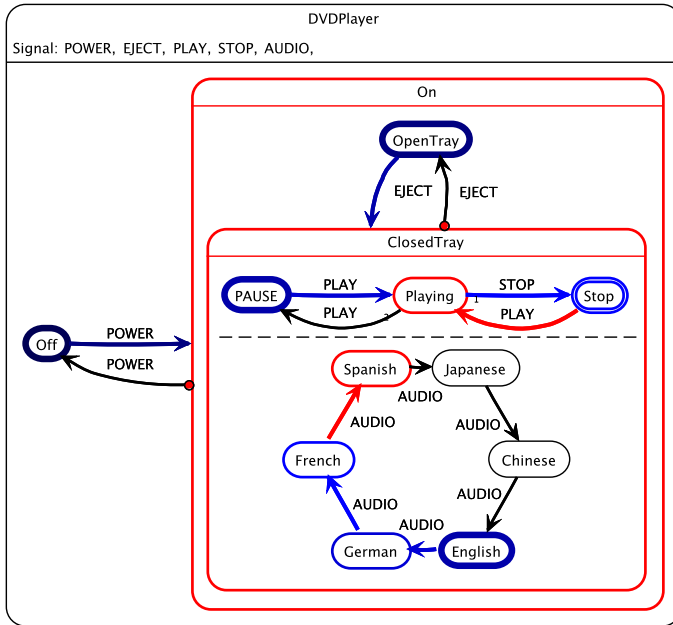 DVDPlayer
Signal: POWER, EJECT, PLAY, STOP, AUDIO,
On
OpenTray
EJECT
EJECT
ClosedTray
PLAY
STOP
PAUSE
Playing
1
Stop
PLAY
2
PLAY
POWER
Off
POWER
Spanish
Japanese
AUDIO
AUDIO
AUDIO
French
Chinese
AUDIO
AUDIO
AUDIO
German
English